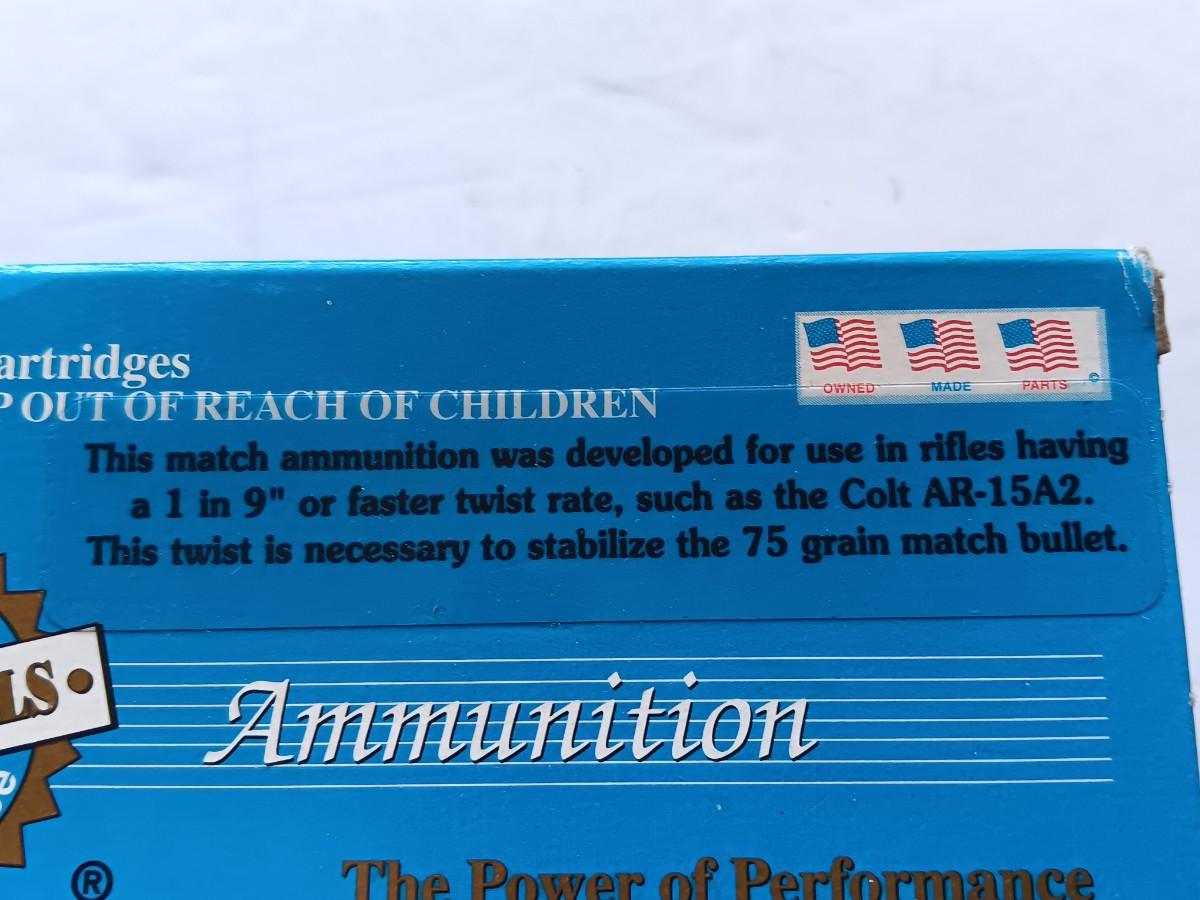 artridges
OUT OF REACH OF CHILDREN
OWNED MADE PARTS ©
This match ammunition was developed for use in rifles having
a 1 in 9" or faster twist rate, such as the Colt AR-15A2.
This twist is necessary to stabilize the 75 grain match bullet.
LS •
Ammunition
®
The Power of Performance